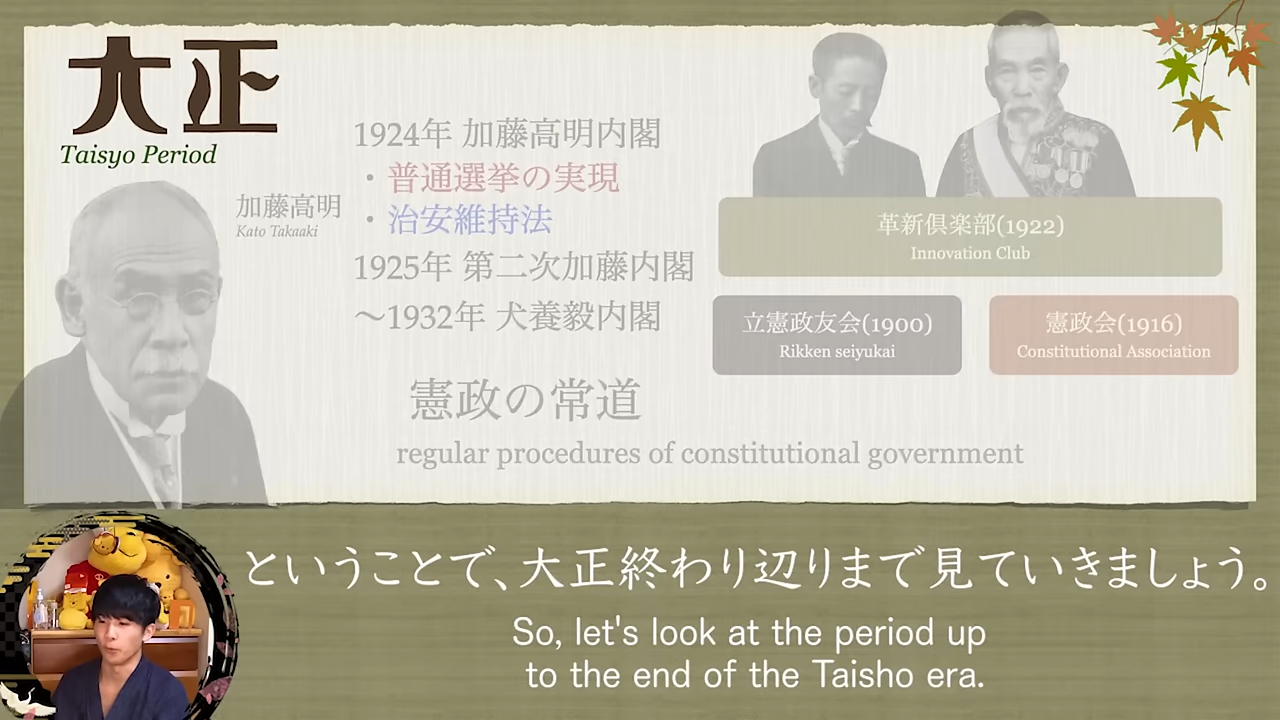 大正
Taisyo Period
加藤高明
Kato Takaaki
1924年 加藤高明内閣
・普通選挙の実現
・治安維持法
1925年 第二次加藤内閣
〜1932年 犬養毅内閣
憲政の常道
regular procedures of constitutional government
革新倶楽部(1922)
Innovation Club
立憲政友会(1900)
Rikken seiyukai
憲政会(1916)
Constitutional Association
ということで、大正終わり辺りまで見ていきましょう。
So, let's look at the period up
to the end of the Taisho era.